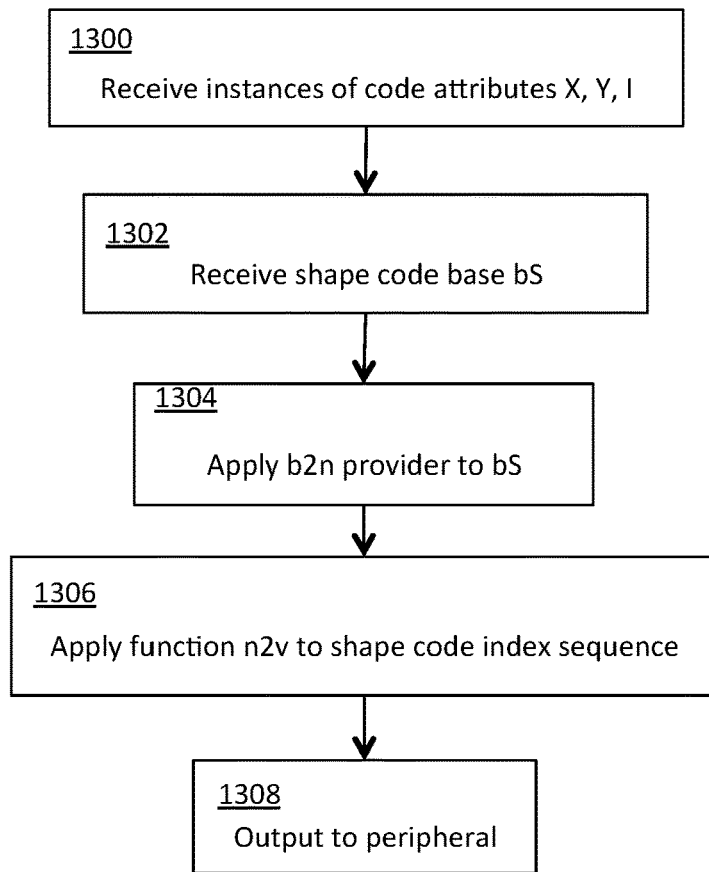 1300
Receive instances of code attributes X, Y, I
1302
Receive shape code base bS
1304
Apply b2n provider to bS
1306
Apply function n2v to shape code index sequence
1308
Output to peripheral